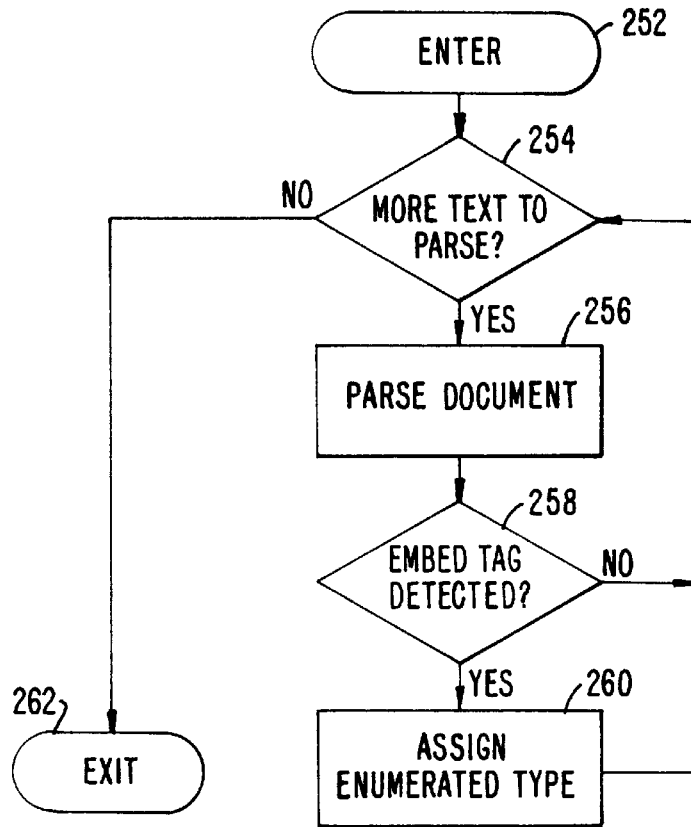 252
ENTER
254
NO
MORE TEXT TO
PARSE?
YES
256
PARSE DOCUMENT
258
EMBED TAG
DETECTED?
NO
YES
260
262
ASSIGN
ENUMERATED TYPE
EXIT